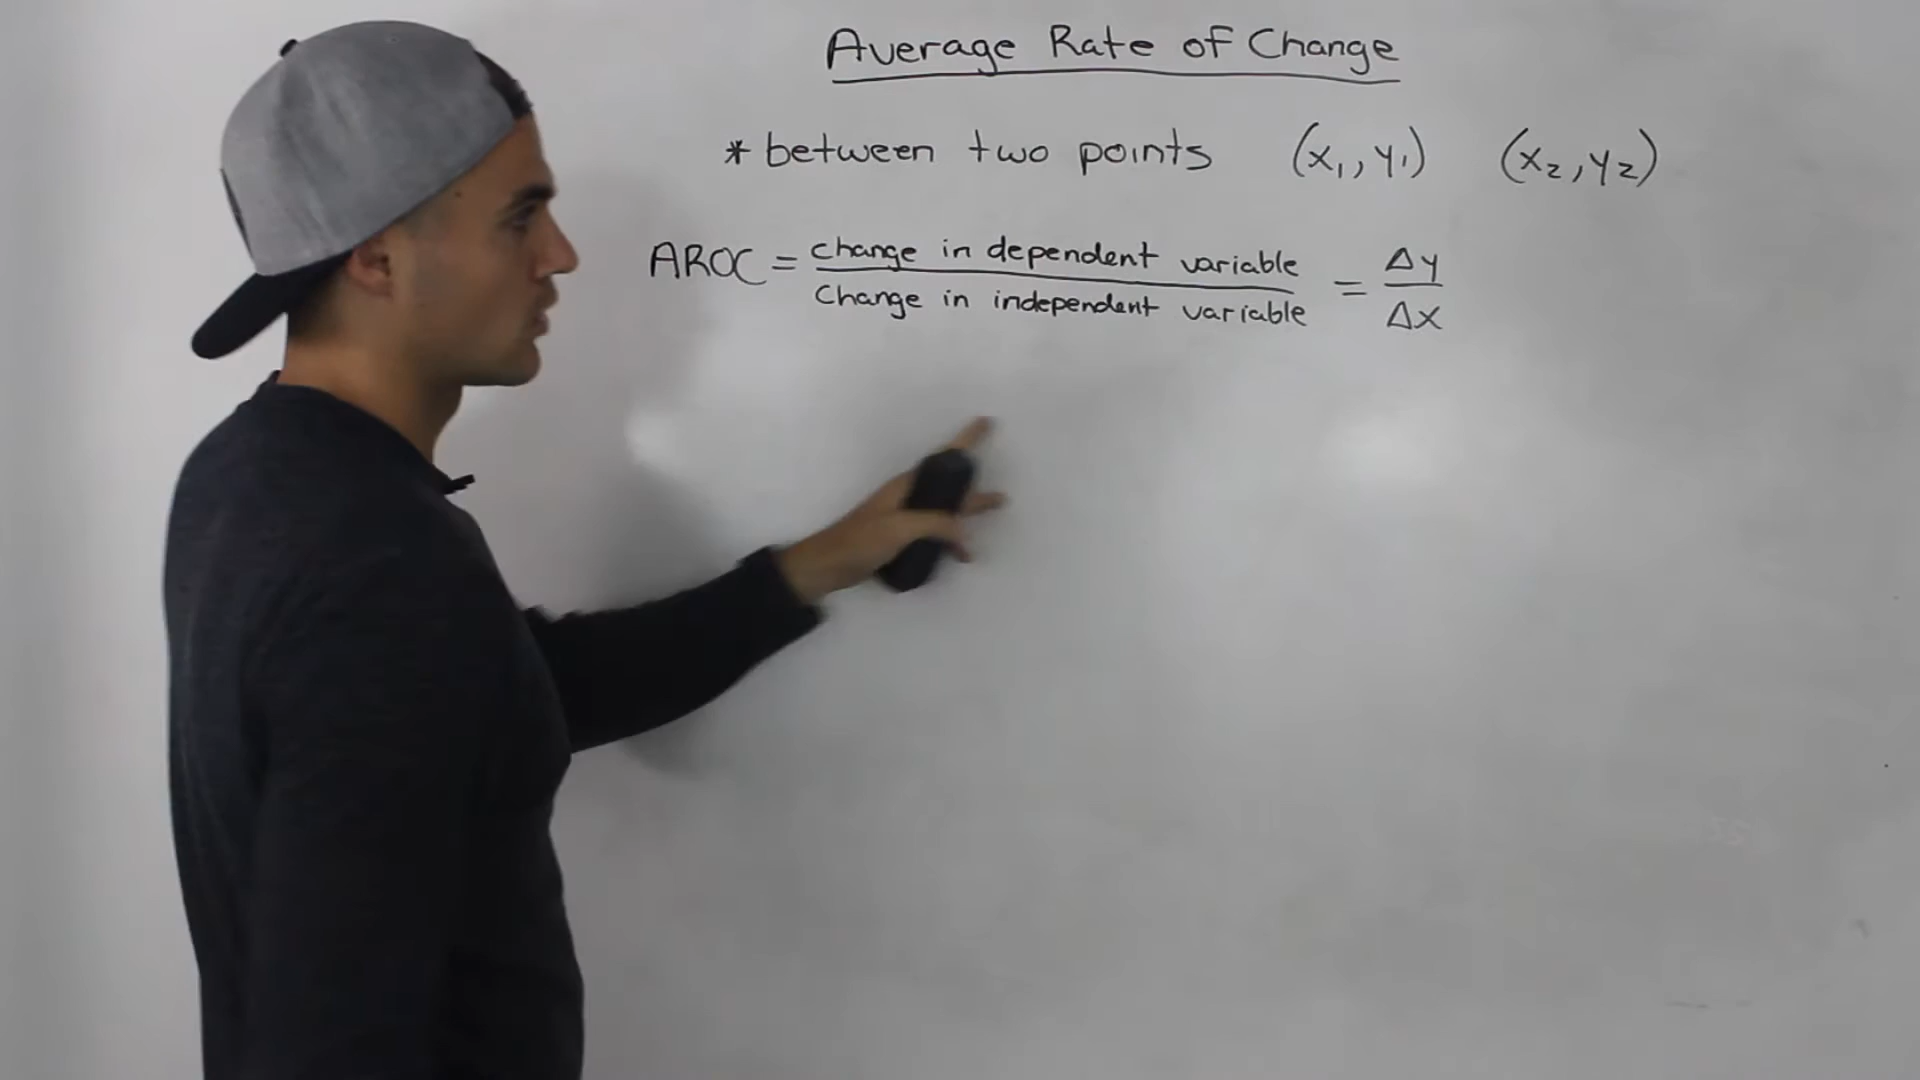 Average Rate of Change
* between two points (x₁, y₁) (x₂, y₂)
AROC = change in dependent variable / Change in independent variable = Δy / Δx